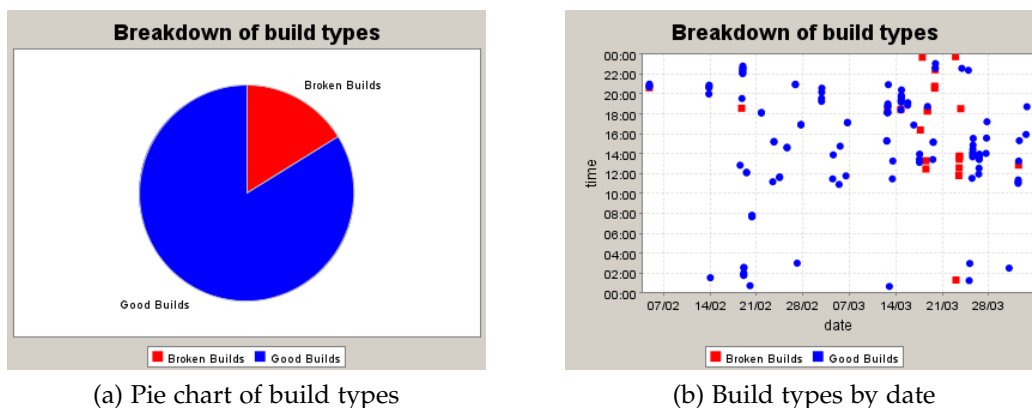 Breakdown of build types
Broken Builds
Good Builds
Broken Builds Good Builds
(a) Pie chart of build types
Breakdown of build types
time
00:00
22:00
20:00
18:00
16:00
14:00
12:00
10:00
08:00
06:00
04:00
02:00
00:00
07/02 14/02 21/02 28/02 07/03 14/03 21/03 28/03
date
Broken Builds Good Builds
(b) Build types by date